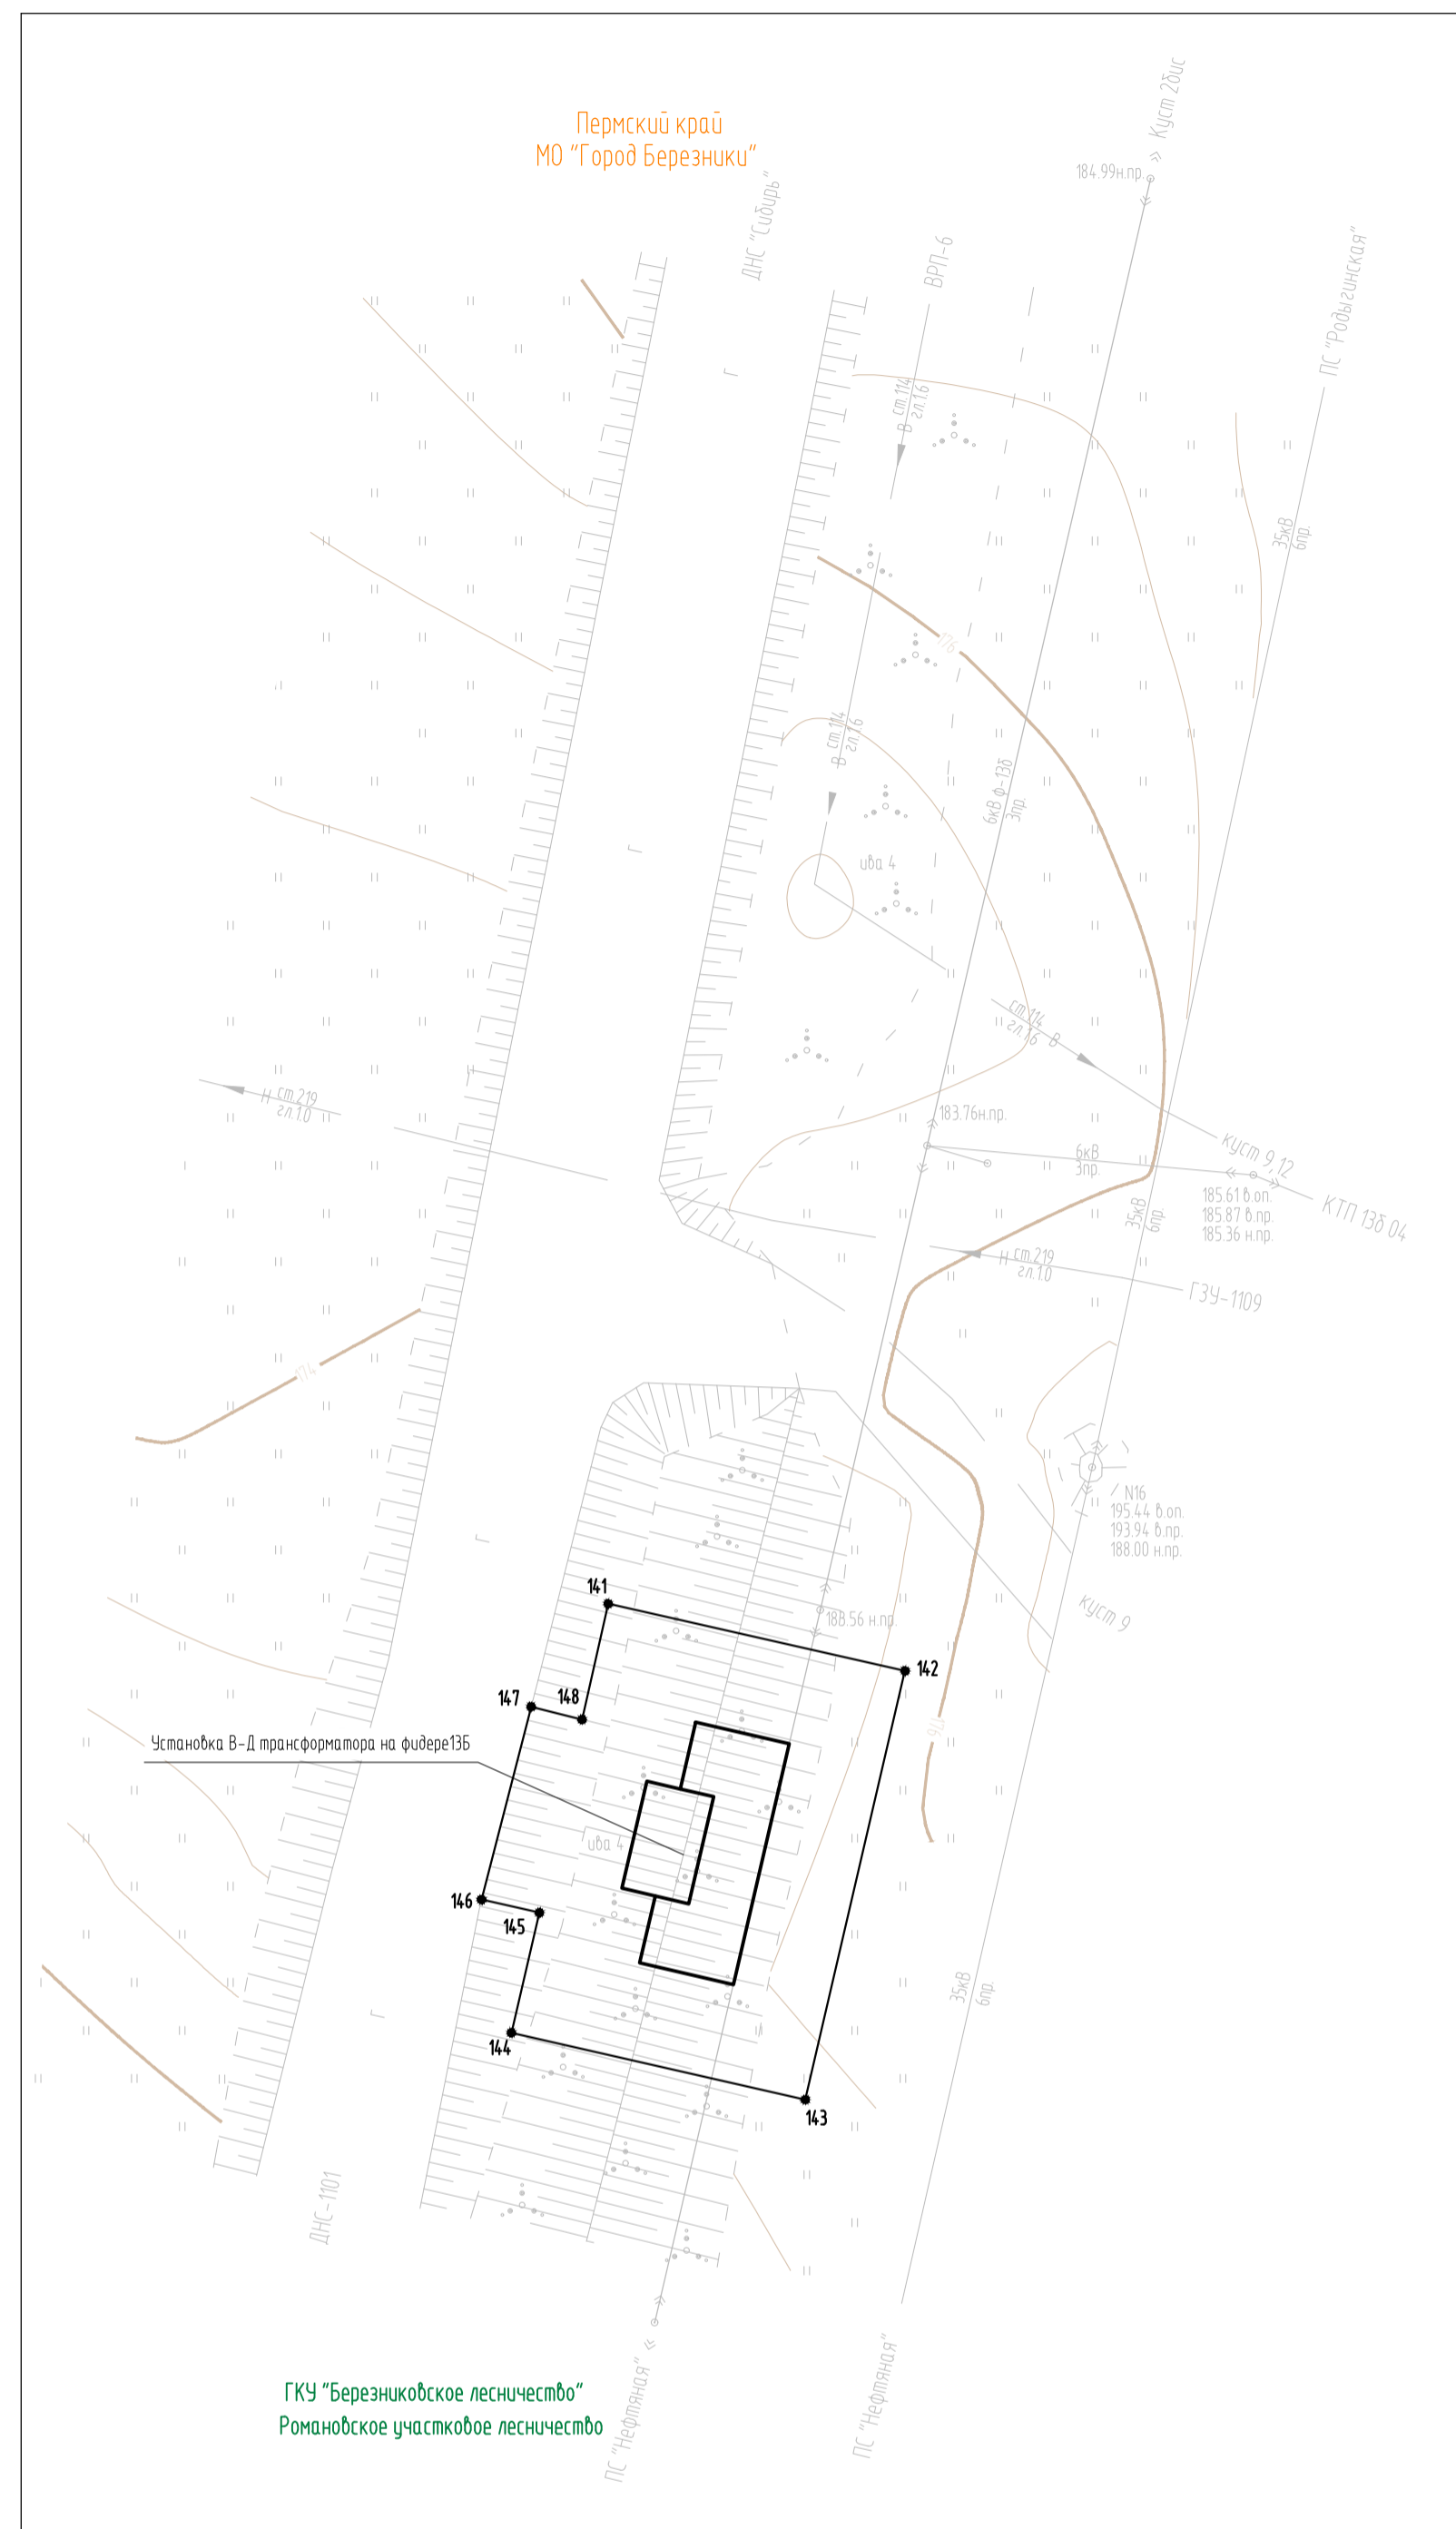 Куст 2бис
Пермский край
МО "Город Березники"
184.99н.пр.
ДНС "Сибирь"
ВРП-6
ПС "Родыгинская"
Г
В ст.114
гл.1.6
35кВ
6пр.
176
В ст.114
гл.1.6
6кВ ф-13б
3пр.
Г
ива 4
ст.114 В
гл.1.6
Н ст.219
гл.1.0
183.76н.пр.
куст 9,12
6кВ
3пр.
185.61 в.оп.
185.87 в.пр.
185.36 н.пр.
КТП 13б 04
35кВ
6пр.
Н ст.219
гл.1.0
ГЗУ-1109
174
N16
195.44 в.оп.
193.94 в.пр.
188.00 н.пр.
Г
141
куст 9
188.56 н.пр.
142
147
148
176
Установка В-Д трансформатора на фидере13Б
ива 4
146
145
35кВ
6пр.
Г
144
143
ДНС-1101
ПС "Нефтяная"
ПС "Нефтяная"
ГКУ "Березниковское лесничество"
Романовское участковое лесничество